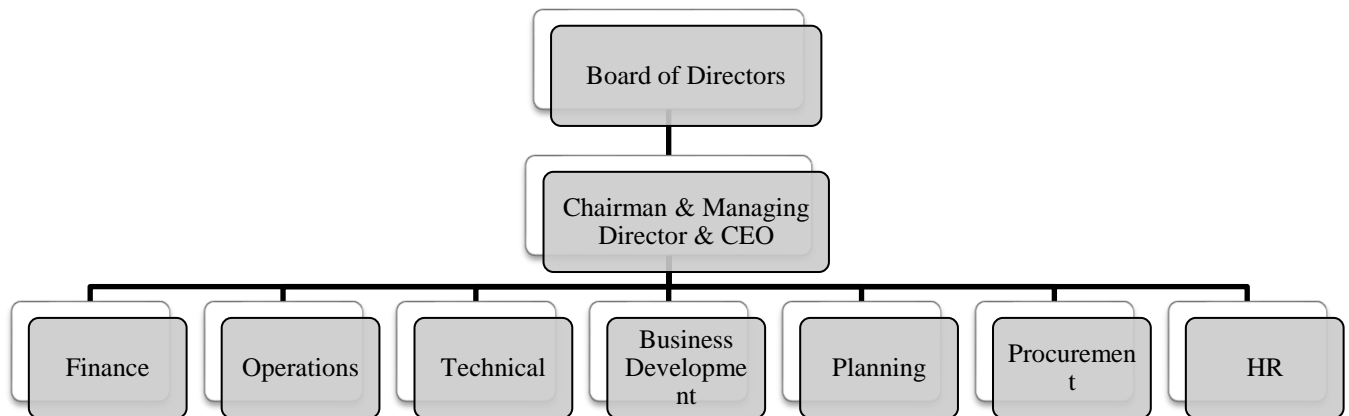 Board of Directors
Chairman & Managing
Director & CEO
Finance
Operations
Technical
Business
Developme
nt
Planning
Procuremen
t
HR